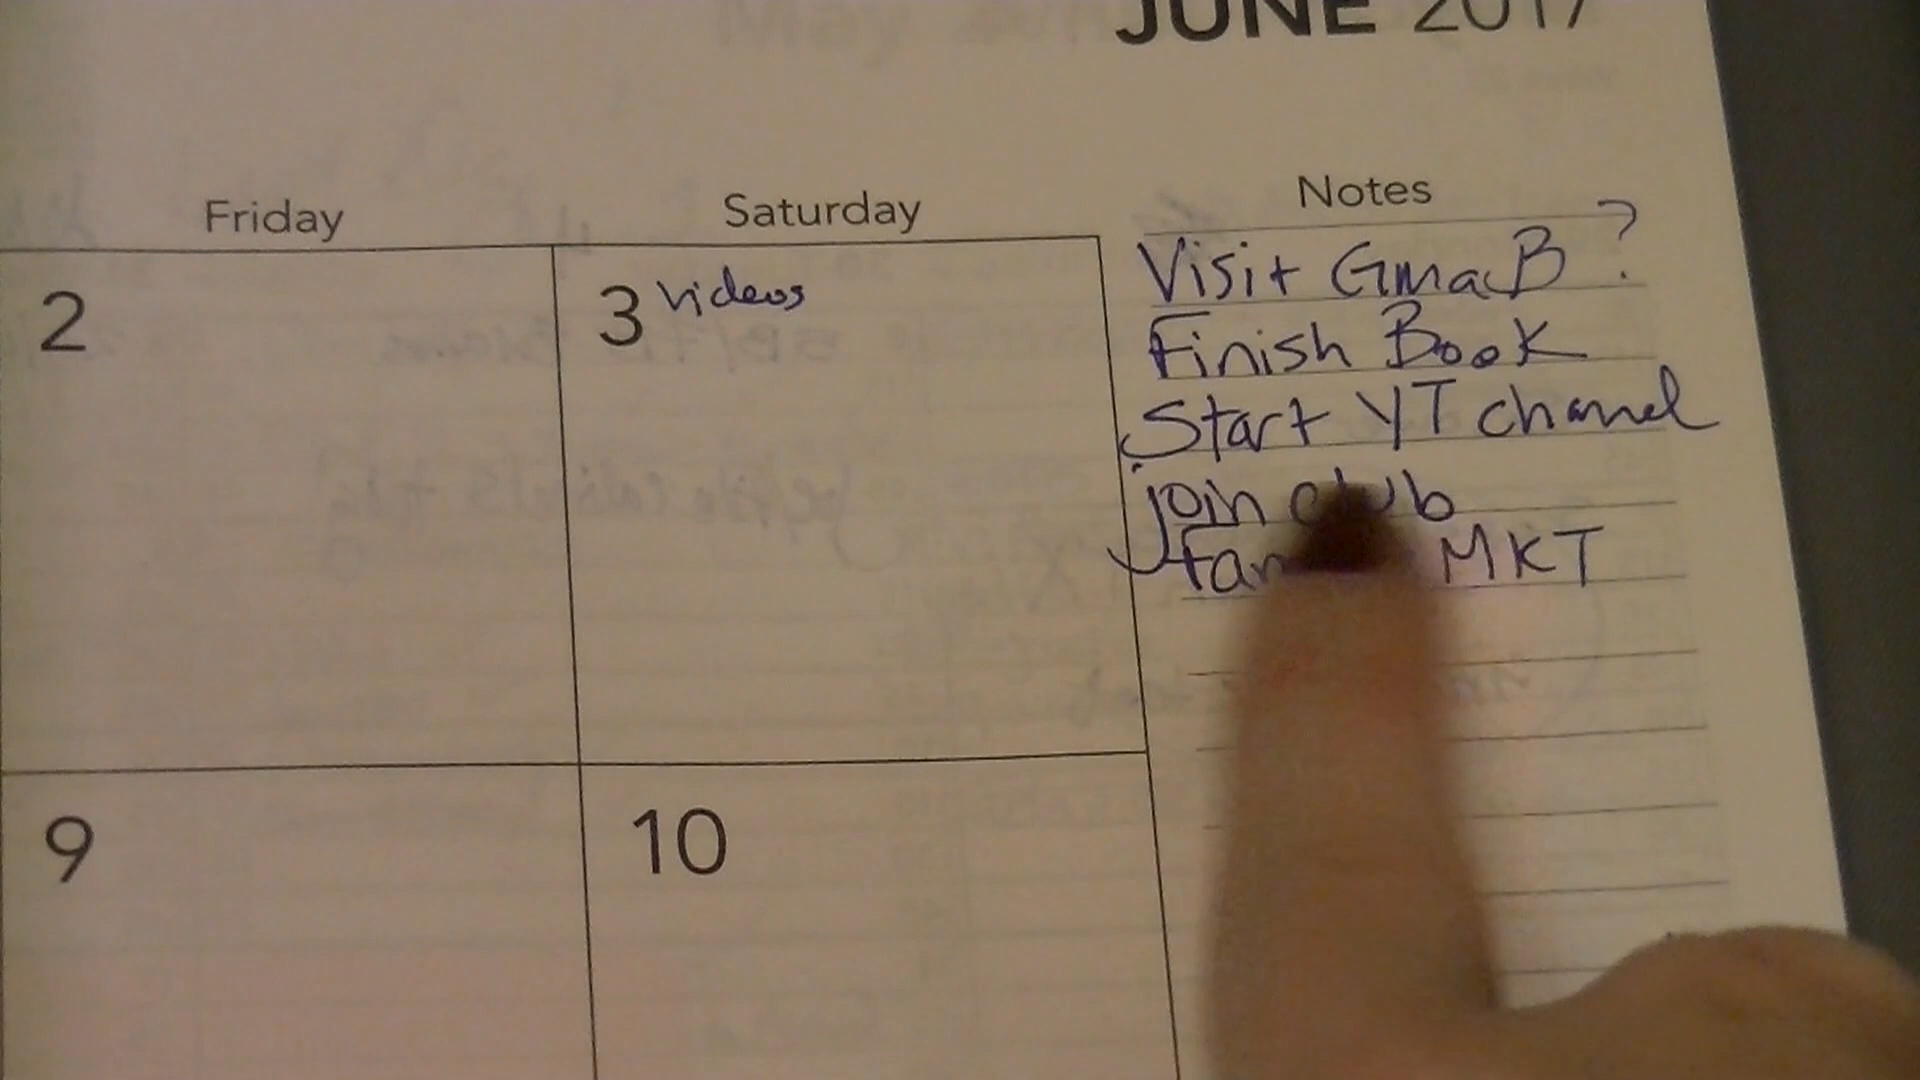 JUNE 2017
Friday
Saturday
Notes
2
3 videos
Visit GmaB?
Finish Book
Start YT channel
join club
MKT
9
10